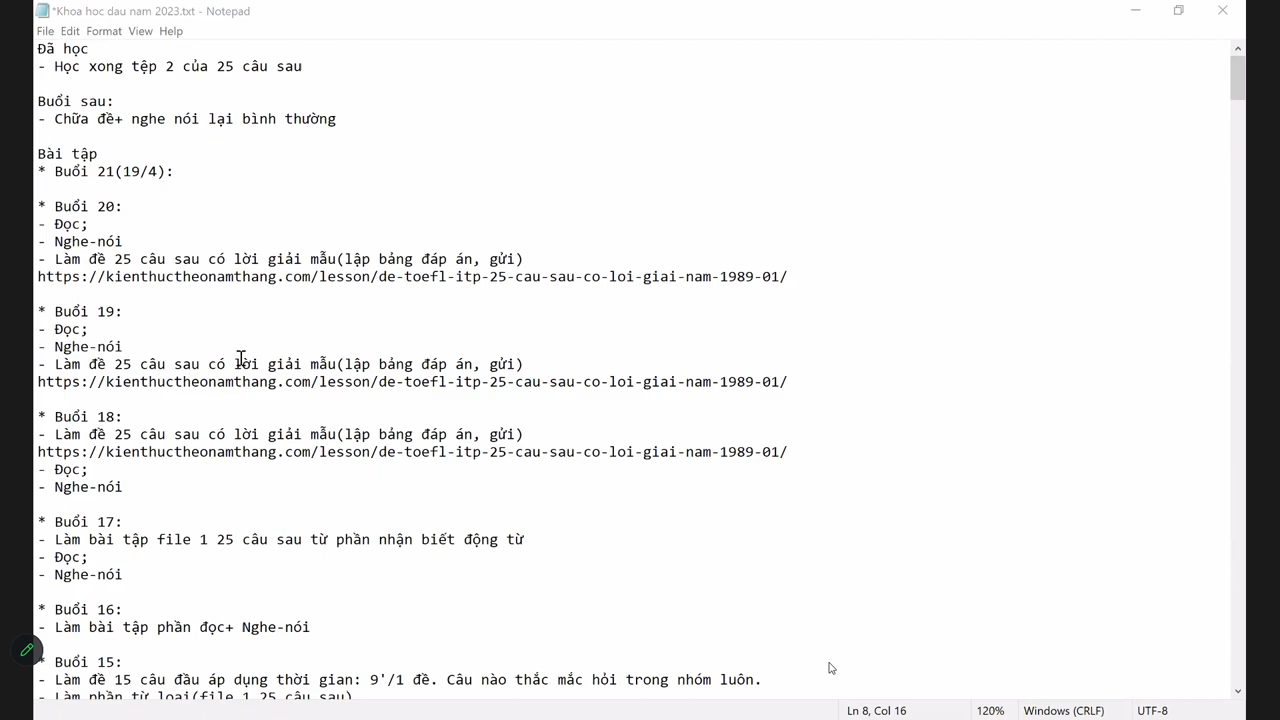 *Khoa hoc dau nam 2023.txt - Notepad
File Edit Format View Help
Đã học
- Học xong tệp 2 của 25 câu sau
Buổi sau:
- Chữa đề+ nghe nói lại bình thường
Bài tập
* Buổi 21(19/4):
* Buổi 20:
- Đọc;
- Nghe-nói
- Làm đề 25 câu sau có lời giải mẫu(lập bảng đáp án, gửi)
https://kienthuctheonamthang.com/lesson/de-toefl-itp-25-cau-sau-co-loi-giai-nam-1989-01/
* Buổi 19:
- Đọc;
- Nghe-nói
- Làm đề 25 câu sau có lời giải mẫu(lập bảng đáp án, gửi)
https://kienthuctheonamthang.com/lesson/de-toefl-itp-25-cau-sau-co-loi-giai-nam-1989-01/
* Buổi 18:
- Làm đề 25 câu sau có lời giải mẫu(lập bảng đáp án, gửi)
https://kienthuctheonamthang.com/lesson/de-toefl-itp-25-cau-sau-co-loi-giai-nam-1989-01/
- Đọc;
- Nghe-nói
* Buổi 17:
- Làm bài tập file 1 25 câu sau từ phần nhận biết động từ
- Đọc;
- Nghe-nói
* Buổi 16:
- Làm bài tập phần đọc+ Nghe-nói
* Buổi 15:
- Làm đề 15 câu đầu áp dụng thời gian: 9'/1 đề. Câu nào thắc mắc hỏi trong nhóm luôn.
- Làm phần từ loại(file 1 25 câu sau)
Ln 8, Col 16 120% Windows (CRLF) UTF-8